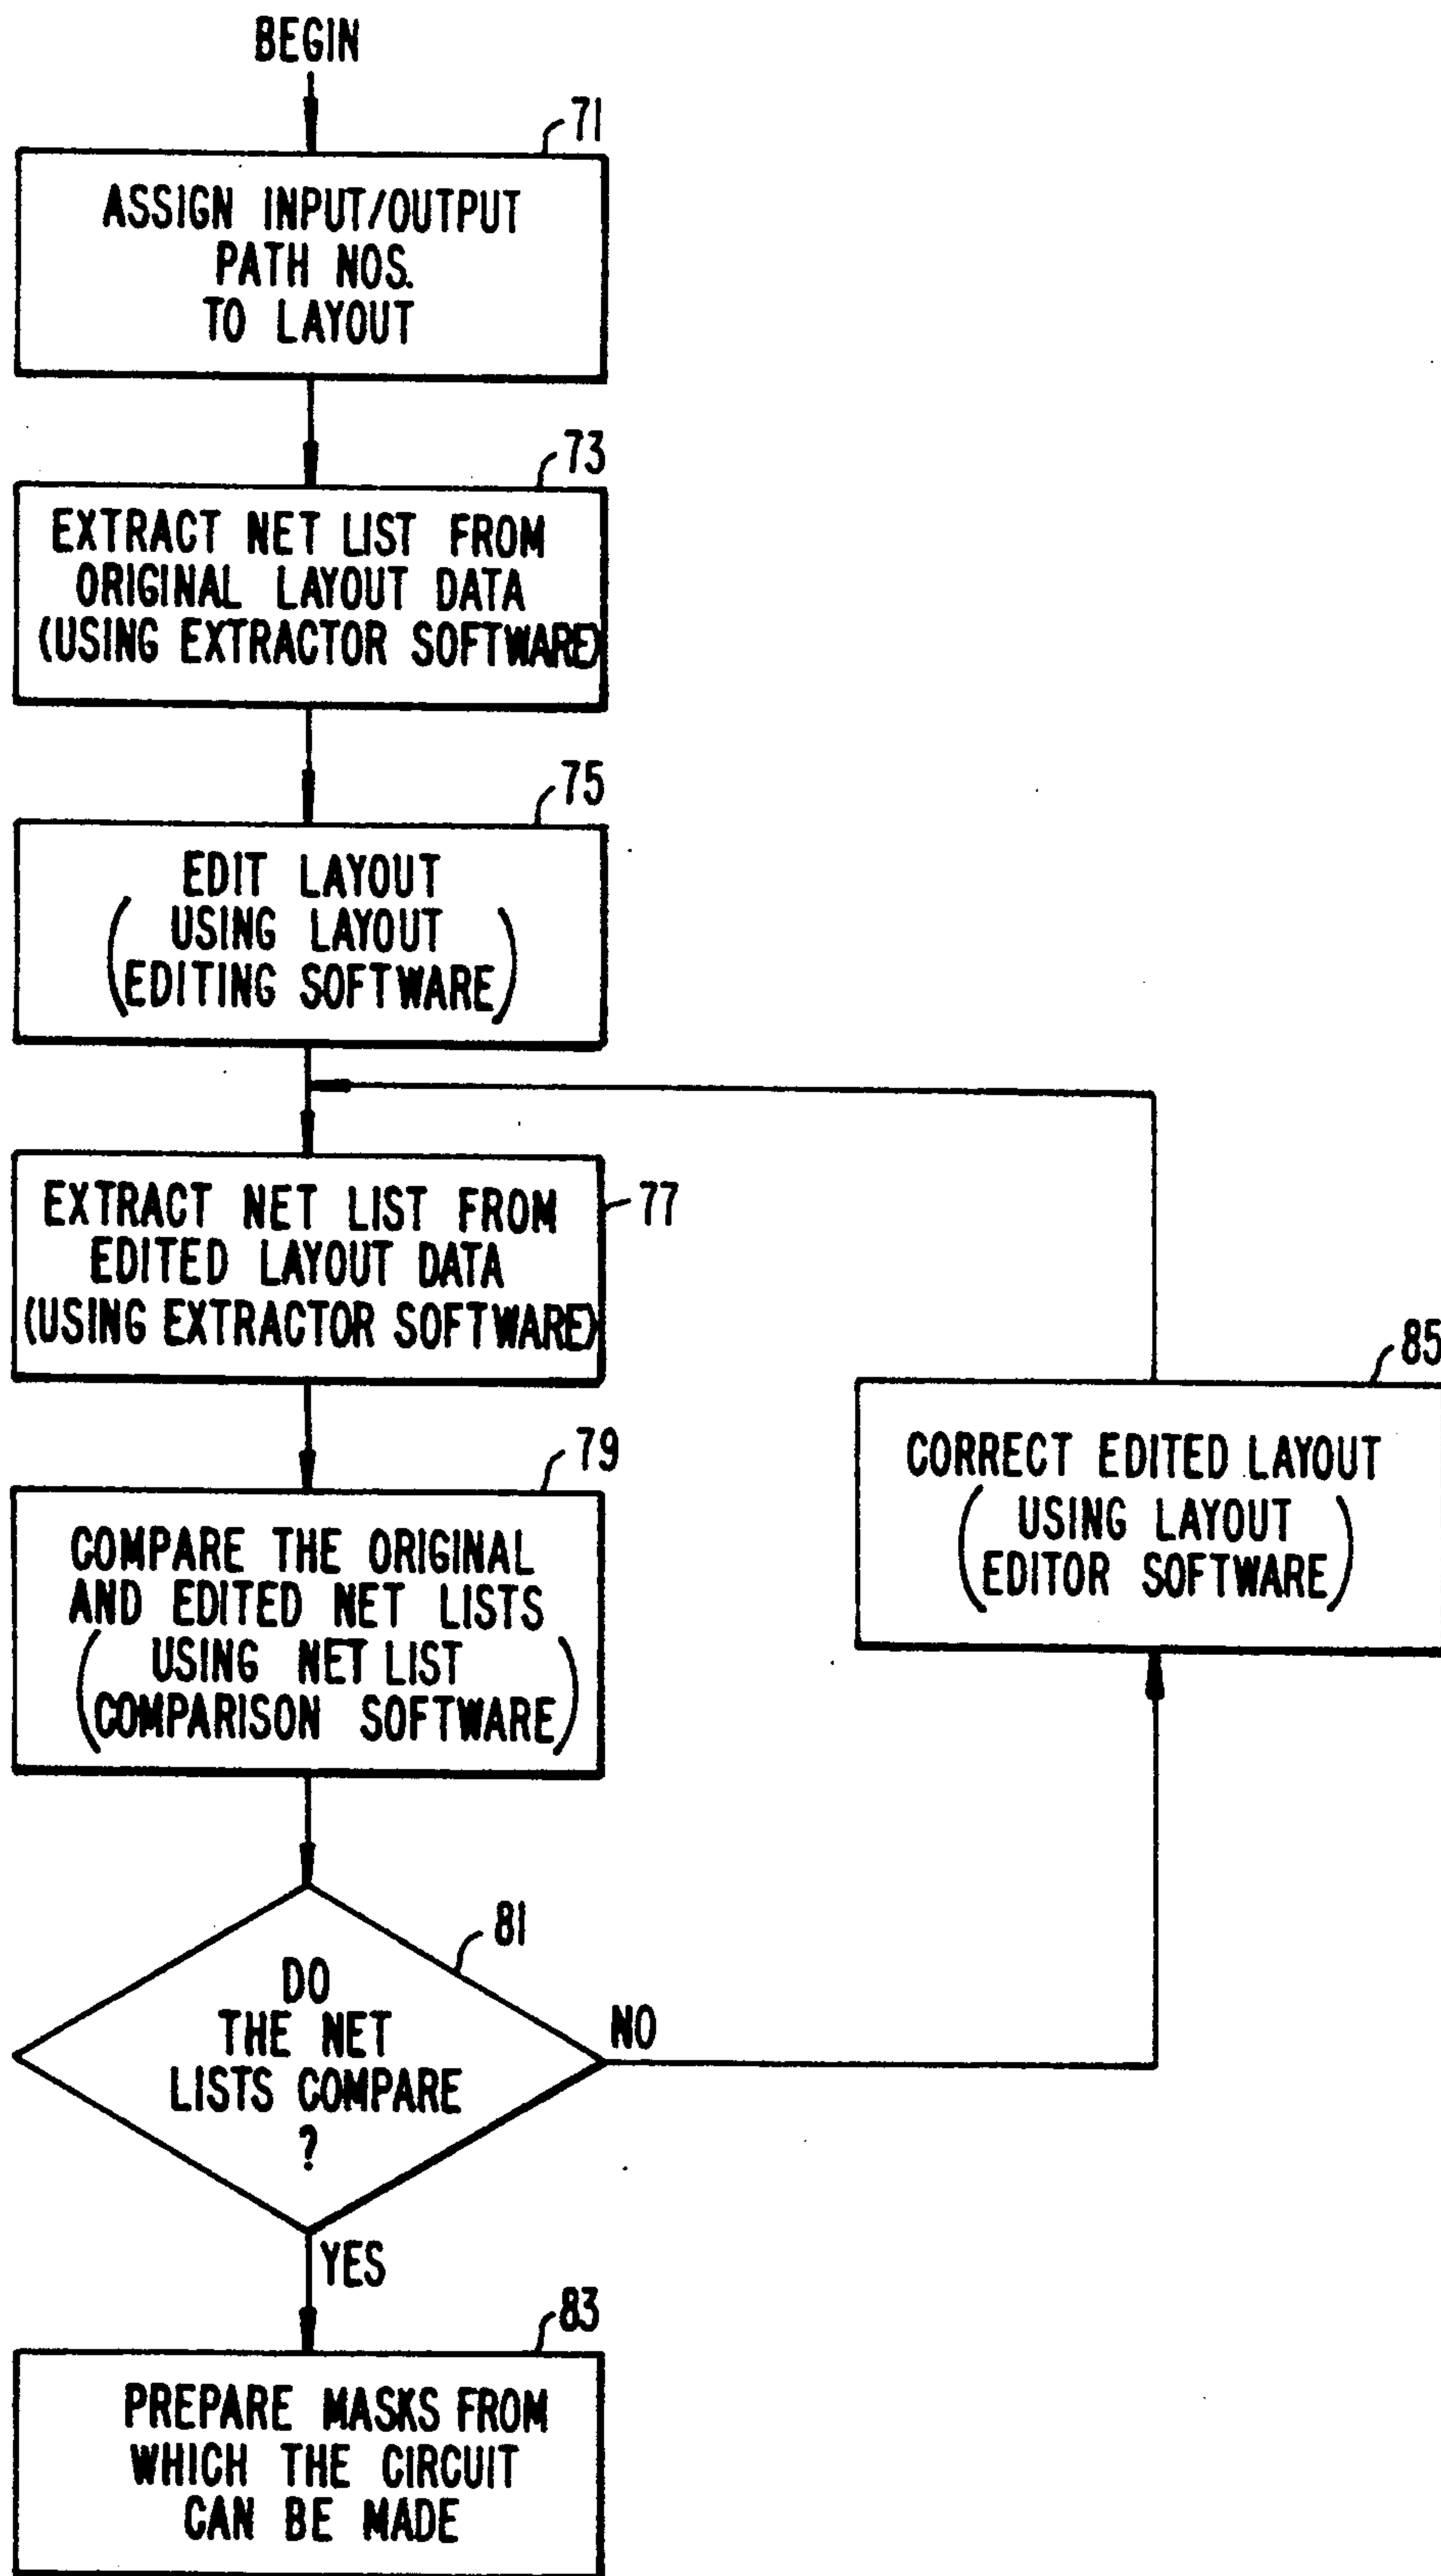 BEGIN
71
ASSIGN INPUT/OUTPUT
PATH NOS.
TO LAYOUT
73
EXTRACT NET LIST FROM
ORIGINAL LAYOUT DATA
(USING EXTRACTOR SOFTWARE)
75
EDIT LAYOUT
(USING LAYOUT
EDITING SOFTWARE)
77
EXTRACT NET LIST FROM
EDITED LAYOUT DATA
(USING EXTRACTOR SOFTWARE)
79
COMPARE THE ORIGINAL
AND EDITED NET LISTS
(USING NET LIST
COMPARISON SOFTWARE)
81
DO
THE NET
LISTS COMPARE
?
NO
85
CORRECT EDITED LAYOUT
(USING LAYOUT
EDITOR SOFTWARE)
YES
83
PREPARE MASKS FROM
WHICH THE CIRCUIT
CAN BE MADE